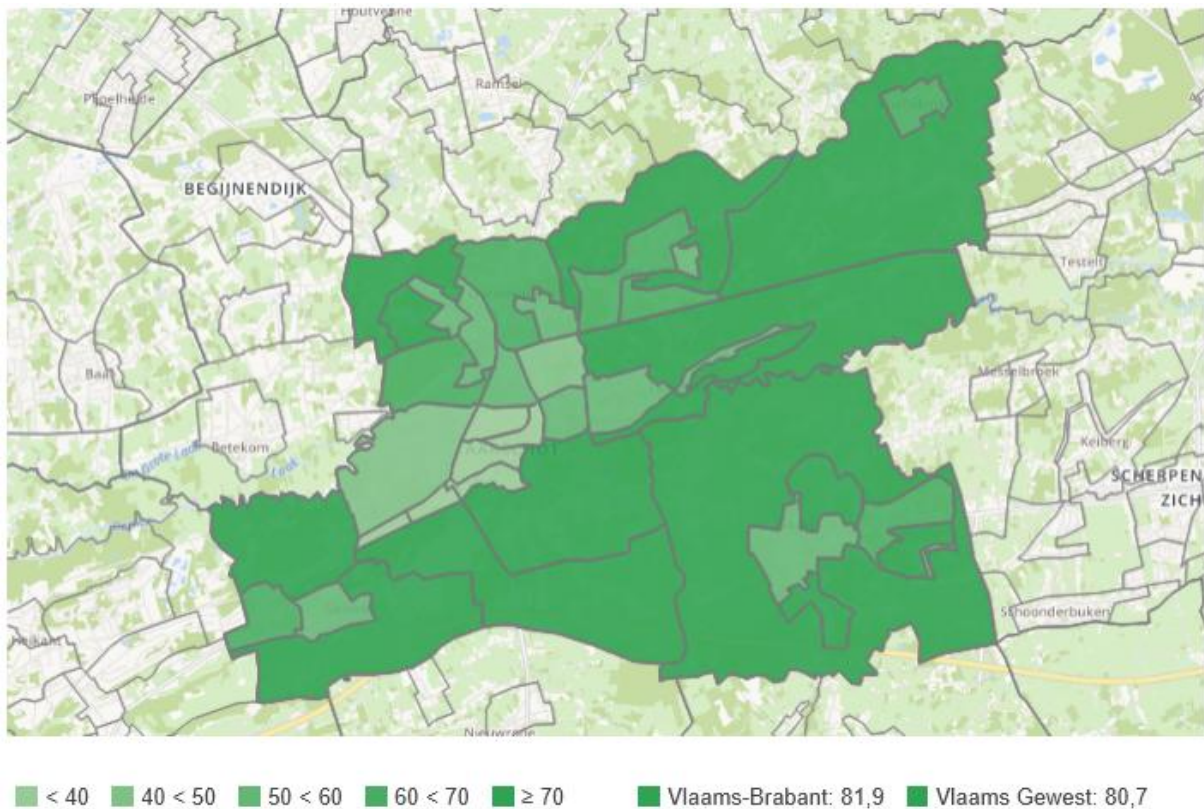 Houtvenne
Ramsel
Pijpelheide
BEGIJNENDIJK
Testelt
Messelbroek
Baal
Betekom
Keiberg
SCHERPEN
ZICH
Laak
Schoonderbuken
Nieuwrode
< 40 40 < 50 50 < 60 60 < 70 ≥ 70 Vlaams-Brabant: 81,9 Vlaams Gewest: 80,7